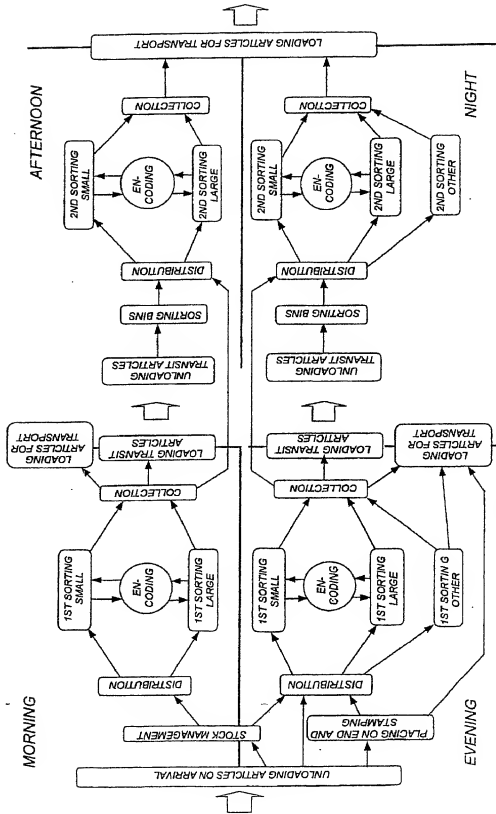 MORNING
UNLOADING ARTICLES ON ARRIVAL
STOCK MANAGEMENT
DISTRIBUTION
1ST SORTING
SMALL
EN-
CODING
1ST SORTING
LARGE
COLLECTION
LOADING
ARTICLES FOR
TRANSPORT
LOADING TRANSIT
ARTICLES
AFTERNOON
UNLOADING
TRANSIT ARTICLES
SORTING BINS
DISTRIBUTION
2ND SORTING
SMALL
EN-
CODING
2ND SORTING
LARGE
COLLECTION
LOADING ARTICLES FOR TRANSPORT
EVENING
PLACING ON END AND
STAMPING
DISTRIBUTION
1ST SORTING
SMALL
EN-
CODING
1ST SORTING
LARGE
1ST SORTIN G
OTHER
COLLECTION
LOADING TRANSIT
ARTICLES
LOADING
ARTICLES FOR
TRANSPORT
NIGHT
UNLOADING
TRANSIT ARTICLES
SORTING BINS
DISTRIBUTION
2ND SORTING
SMALL
EN-
CODING
2ND SORTING
LARGE
2ND SORTING
OTHER
COLLECTION